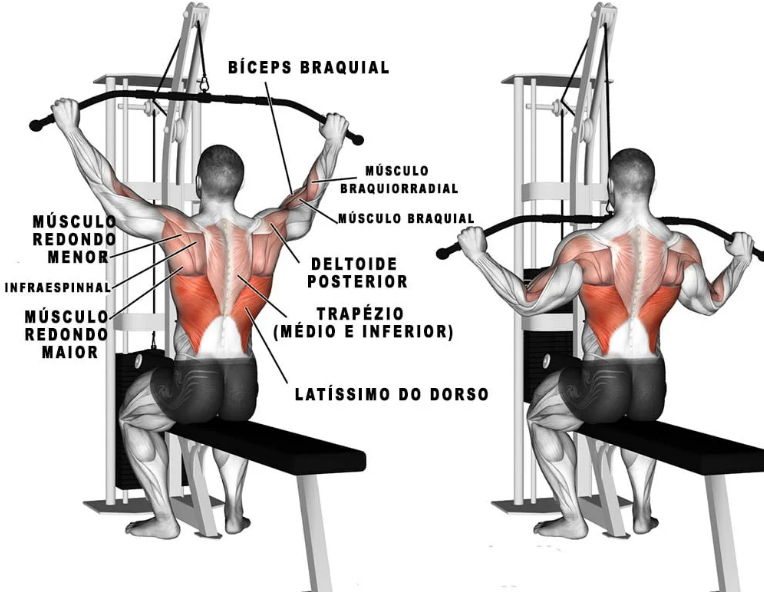 BÍCEPS BRAQUIAL
MÚSCULO
BRAQUIORRADIAL
MÚSCULO BRAQUIAL
MÚSCULO
REDONDO
MENOR
INFRAESPINHAL
MÚSCULO
REDONDO
MAIOR
DELTOIDE
POSTERIOR
TRAPÉZIO
(MÉDIO E INFERIOR)
LATÍSSIMO DO DORSO